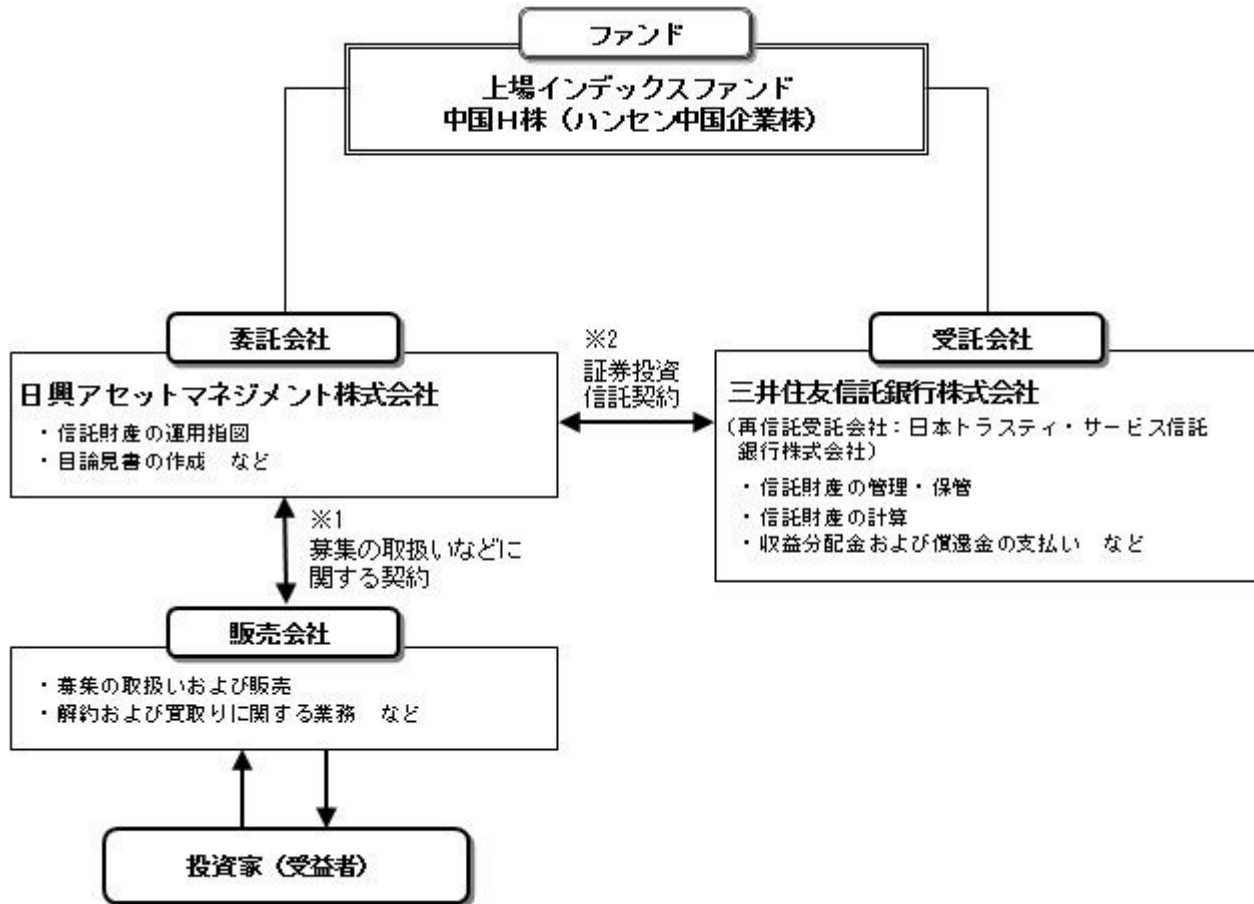 ファンド
上場インデックスファンド
中国H株（ハンセン中国企業株）
委託会社
日興アセットマネジメント株式会社
・信託財産の運用指図
・目論見書の作成　など
※2
証券投資
信託契約
受託会社
三井住友信託銀行株式会社
（再信託受託会社：日本トラスティ・サービス信託
銀行株式会社）
・信託財産の管理・保管
・信託財産の計算
・収益分配金および償還金の支払い　など
※1
募集の取扱いなどに
関する契約
販売会社
・募集の取扱いおよび販売
・解約および買取りに関する業務　など
投資家（受益者）